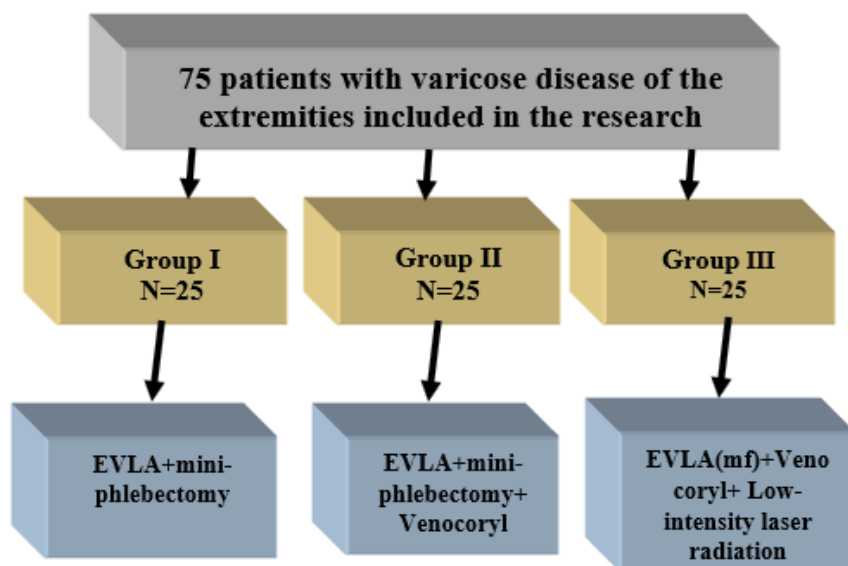 75 patients with varicose disease of the
extremities included in the research
Group I
N=25
Group II
N=25
Group III
N=25
EVLA+mini-
phlebectomy
EVLA+mini-
phlebectomy+
Venocoryl
EVLA(mf)+Veno
coryl+ Low-
intensity laser
radiation